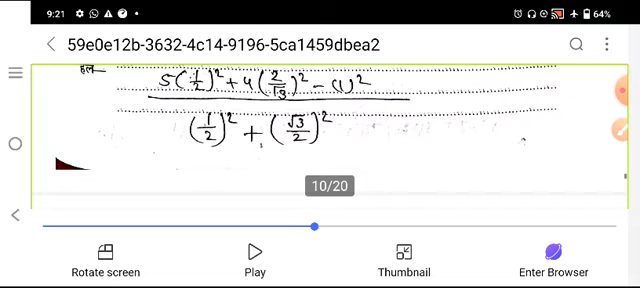 9:21
64%
59e0e12b-3632-4c14-9196-5ca1459dbea2
हल
5(1/2)² + 4(2/√3)² - (1)²
(1/2)² + (√3/2)²
10/20
Rotate screen
Play
Thumbnail
Enter Browser